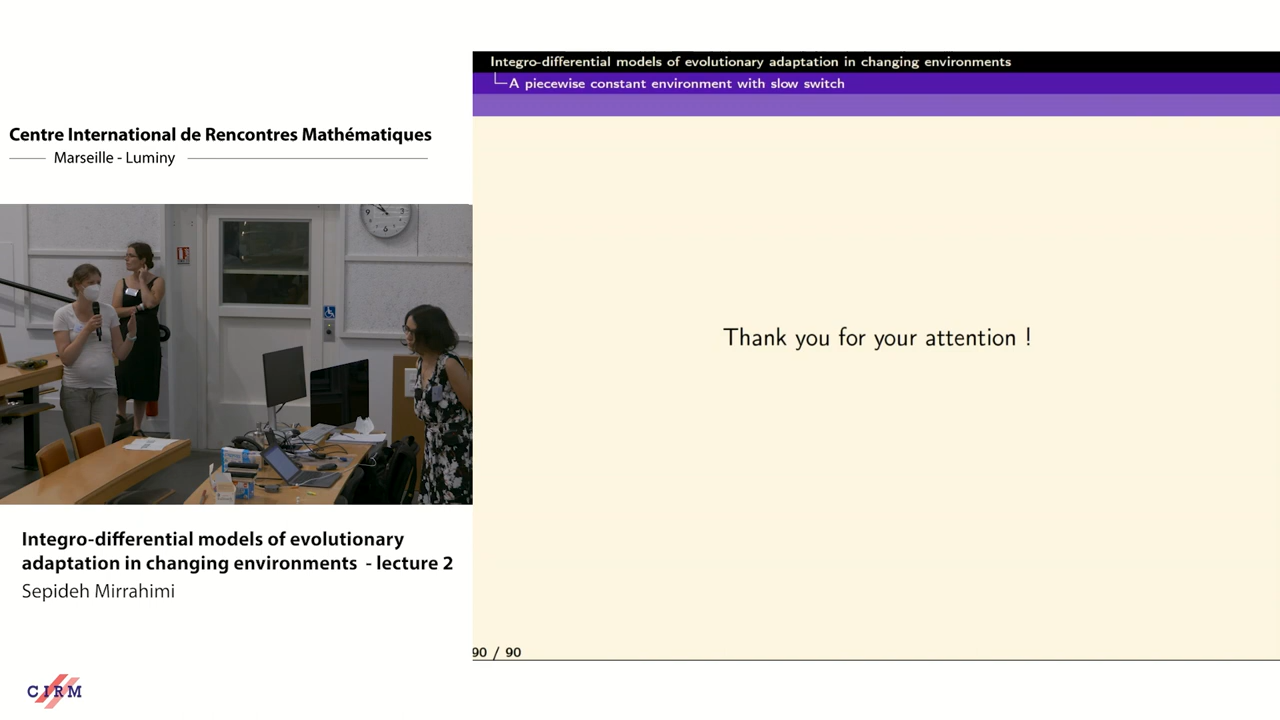 Centre International de Rencontres Mathématiques
Marseille - Luminy
Integro-differential models of evolutionary adaptation in changing environments
A piecewise constant environment with slow switch
Thank you for your attention !
90 / 90
Integro-differential models of evolutionary
adaptation in changing environments - lecture 2
Sepideh Mirrahimi
CIRM